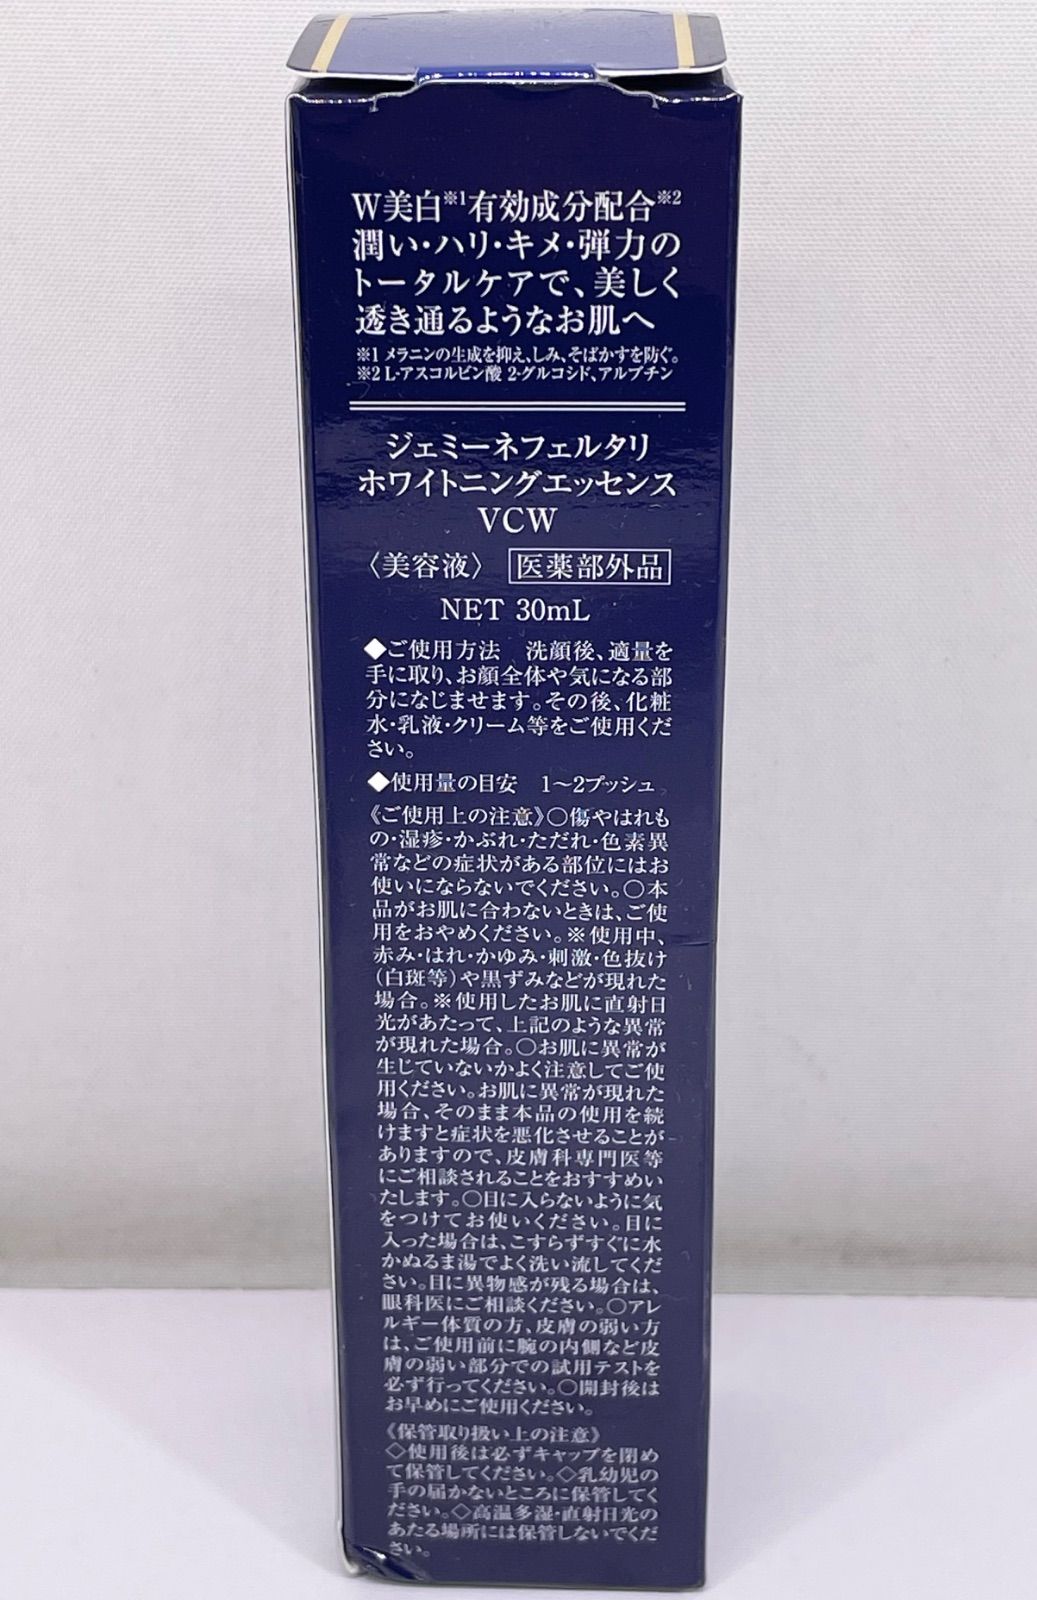 W美白※1有効成分配合※2
潤い・ハリ・キメ・弾力の
トータルケアで、美しく
透き通るようなお肌へ
※1 メラニンの生成を抑え、しみ、そばかすを防ぐ。
※2 L-アスコルビン酸 2-グルコシド、アルブチン
ジェミーネフェルタリ
ホワイトニングエッセンス
VCW
〈美容液〉 医薬部外品
NET 30mL
◆ご使用方法 洗顔後、適量を
手に取り、お顔全体や気になる部
分になじませます。その後、化粧
水・乳液・クリーム等をご使用くだ
さい。
◆使用量の目安 1〜2プッシュ
《ご使用上の注意》○傷やはれも
の・湿疹・かぶれ・ただれ・色素異
常などの症状がある部位にはお
使いにならないでください。○本
品がお肌に合わないときは、ご使
用をおやめください。※使用中、
赤み・はれ・かゆみ・刺激・色抜け
(白斑等)や黒ずみなどが現れた
場合。※使用したお肌に直射日
光があたって、上記のような異常
が現れた場合。○お肌に異常が
生じていないかよく注意してご使
用ください。お肌に異常が現れた
場合、そのまま本品の使用を続
けますと症状を悪化させることが
ありますので、皮膚科専門医等
にご相談されることをおすすめい
たします。○目に入らないように気
をつけてお使いください。目に
入った場合は、こすらずすぐに水
かぬるま湯でよく洗い流してくだ
さい。目に異物感が残る場合は、
眼科医にご相談ください。○アレ
ルギー体質の方、皮膚の弱い方
は、ご使用前に腕の内側など皮
膚の弱い部分での試用テストを
必ず行ってください。○開封後は
お早めにご使用ください。
《保管取り扱い上の注意》
◇使用後は必ずキャップを閉め
て保管してください。◇乳幼児の
手の届かないところに保管してく
ださい。◇高温多湿・直射日光の
あたる場所には保管しないでくだ
さい。